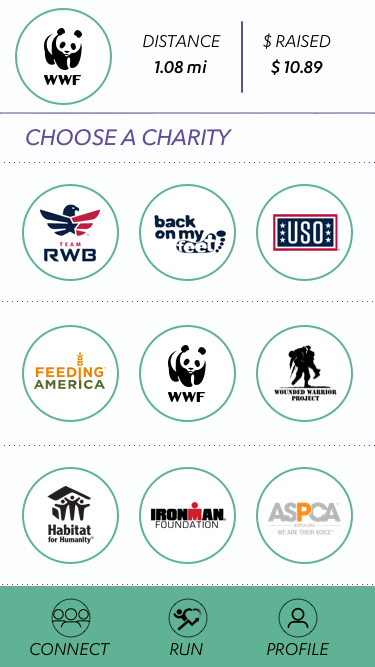 WWF
DISTANCE
1.08 mi
$ RAISED
$ 10.89
CHOOSE A CHARITY
TEAM
RWB
back
on my
feet!
USO
FEEDING
AMERICA
WWF
WOUNDED WARRIOR
PROJECT
Habitat
for Humanity®
IRONMAN
FOUNDATION
ASPCA
WE ARE THEIR VOICE.
CONNECT
RUN
PROFILE